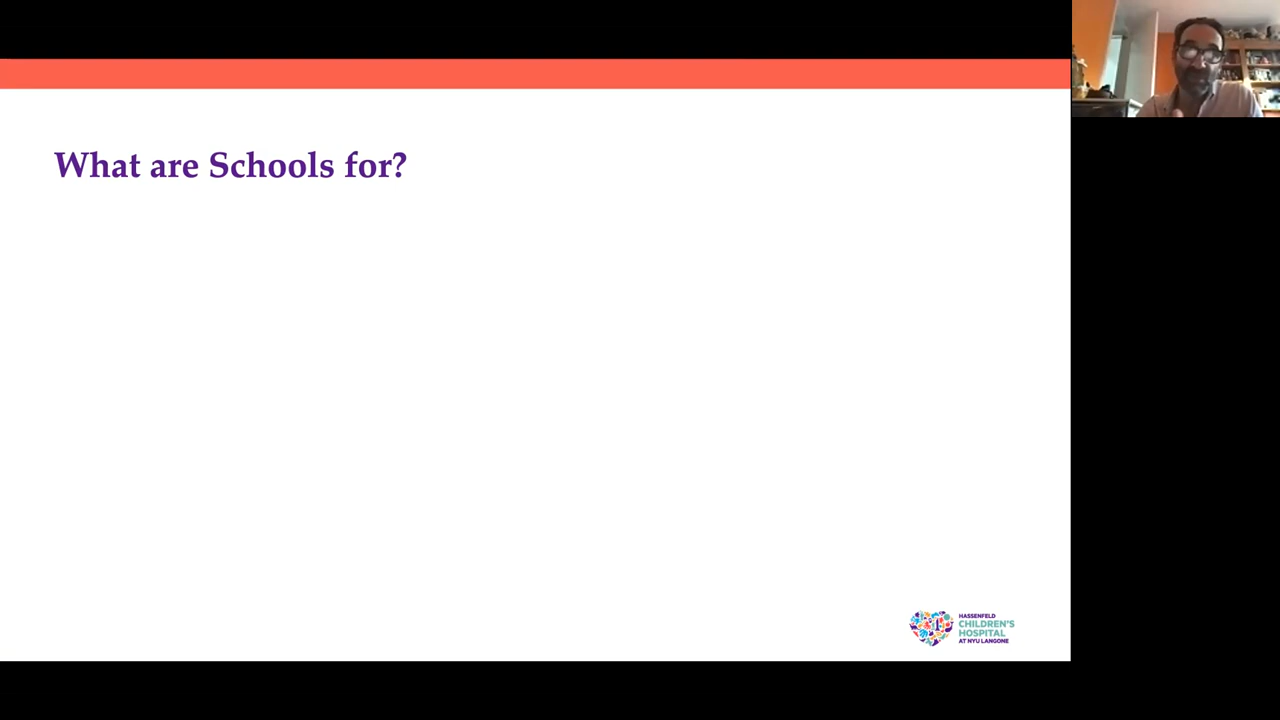 What are Schools for?
HASSENFELD
CHILDREN'S
HOSPITAL
AT NYU LANGONE